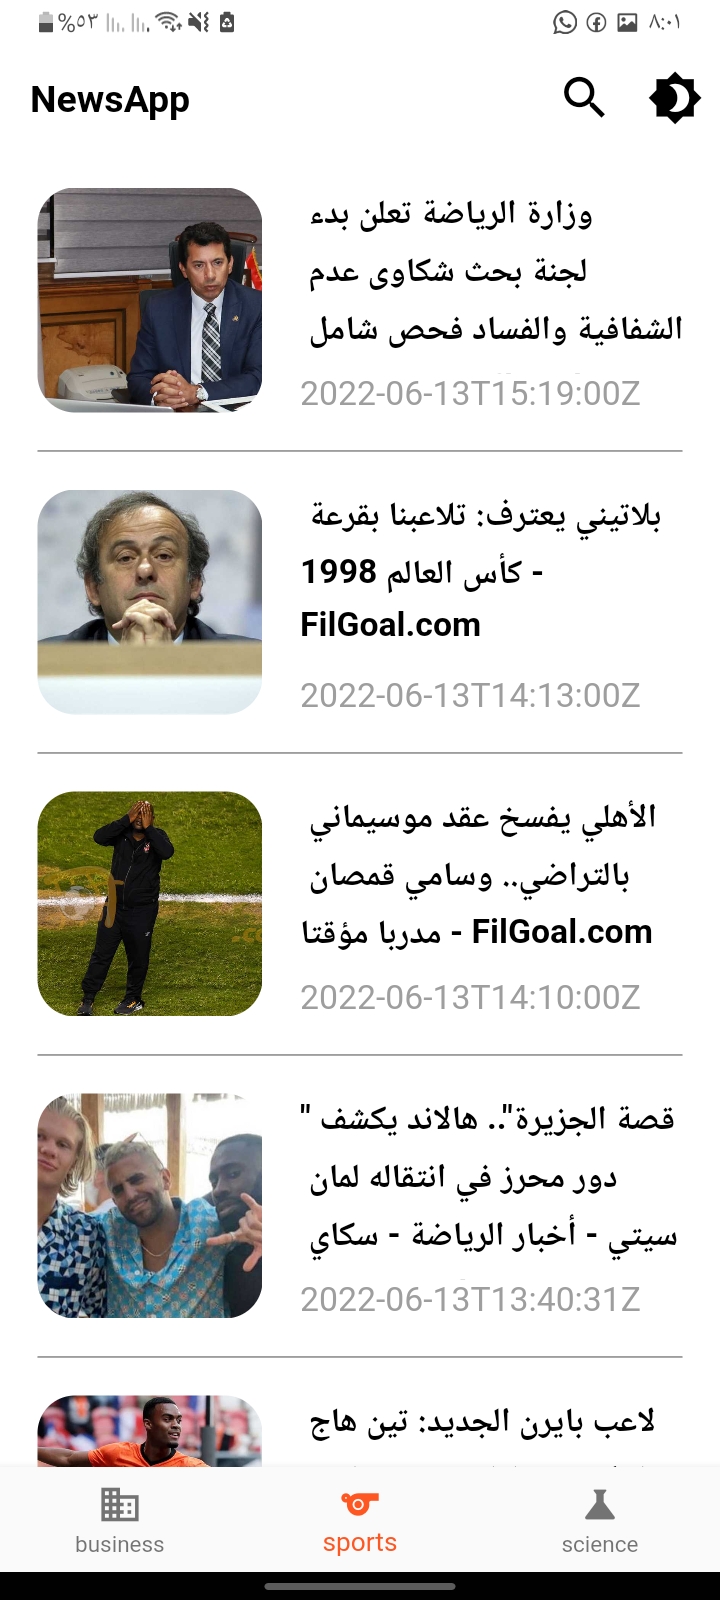 %٥٣ ٨:٠١
NewsApp
وزارة الرياضة تعلن بدء
لجنة بحث شكاوى عدم
الشفافية والفساد فحص شامل
2022-06-13T15:19:00Z
بلاتيني يعترف: تلاعبنا بقرعة
كأس العالم 1998 -
FilGoal.com
2022-06-13T14:13:00Z
الأهلي يفسخ عقد موسيماني
بالتراضي.. وسامي قمصان
مدربا مؤقتا - FilGoal.com
2022-06-13T14:10:00Z
" قصة الجزيرة".. هالاند يكشف
دور محرز في انتقاله لمان
سيتي - أخبار الرياضة - سكاي
2022-06-13T13:40:31Z
لاعب بايرن الجديد: تين هاج
business
sports
science